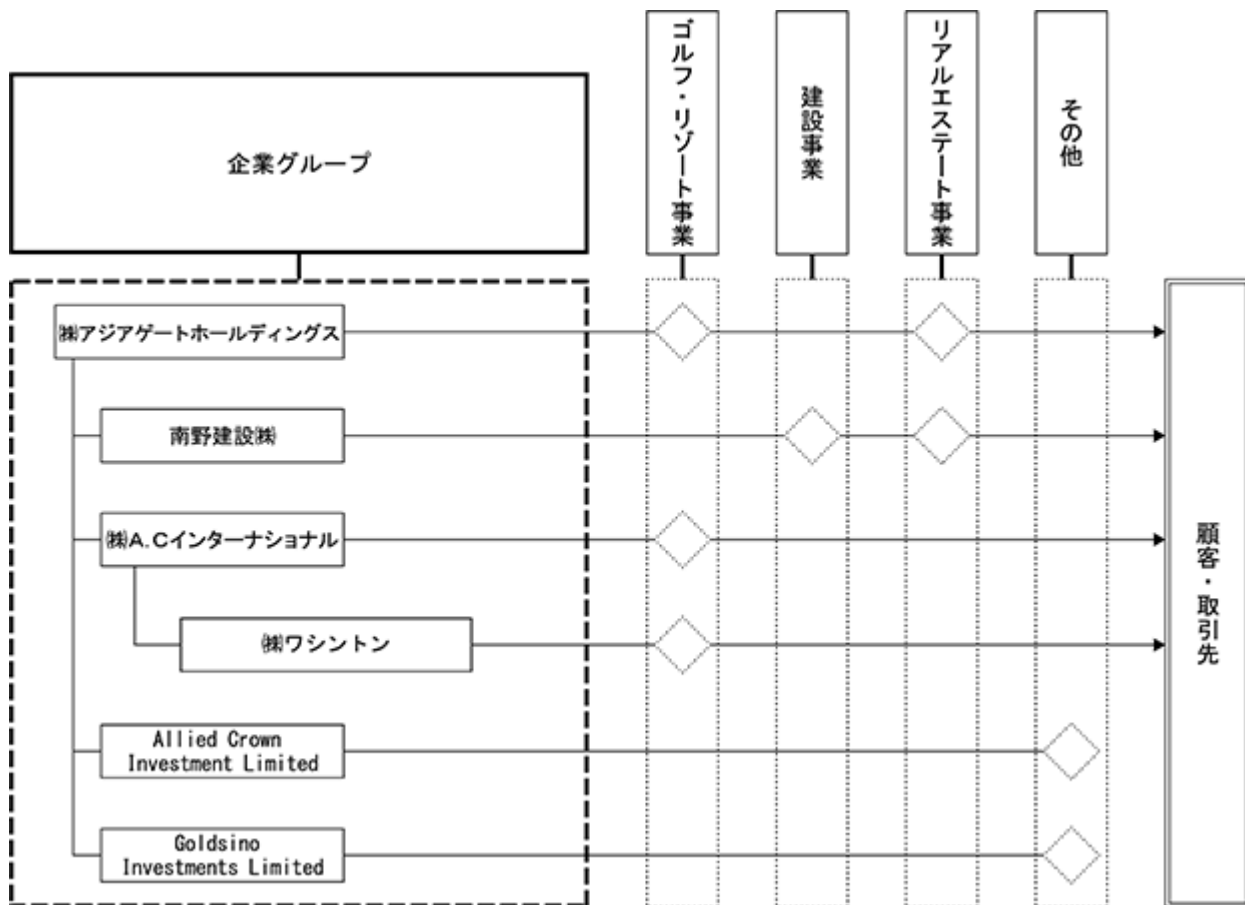 企業グループ
ゴルフ・リゾート事業
建設事業
リアルエステート事業
その他
㈱アジアゲートホールディングス
南野建設㈱
㈱A.Cインターナショナル
㈱ワシントン
Allied Crown
Investment Limited
Goldsino
Investments Limited
顧客・取引先